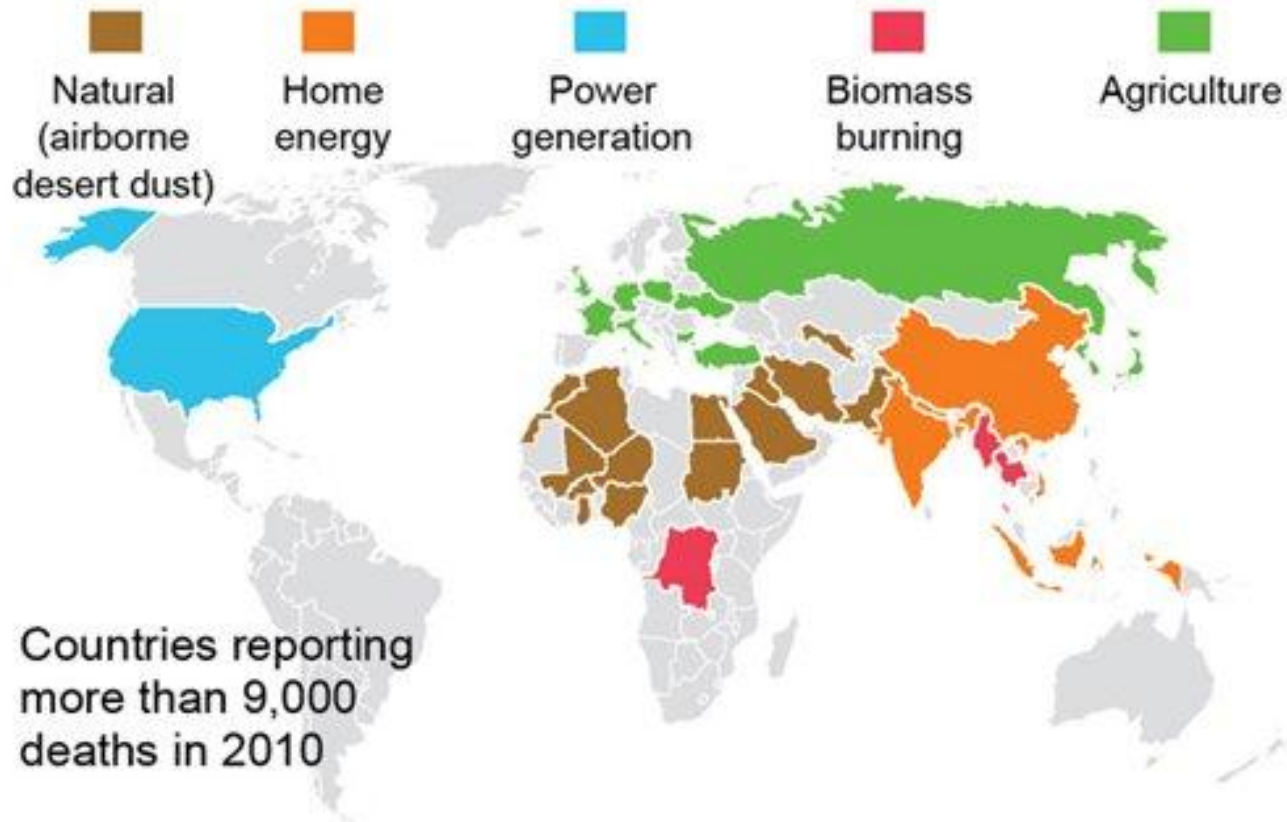 Natural
(airborne
desert dust)
Home
energy
Power
generation
Biomass
burning
Agriculture
Countries reporting
more than 9,000
deaths in 2010